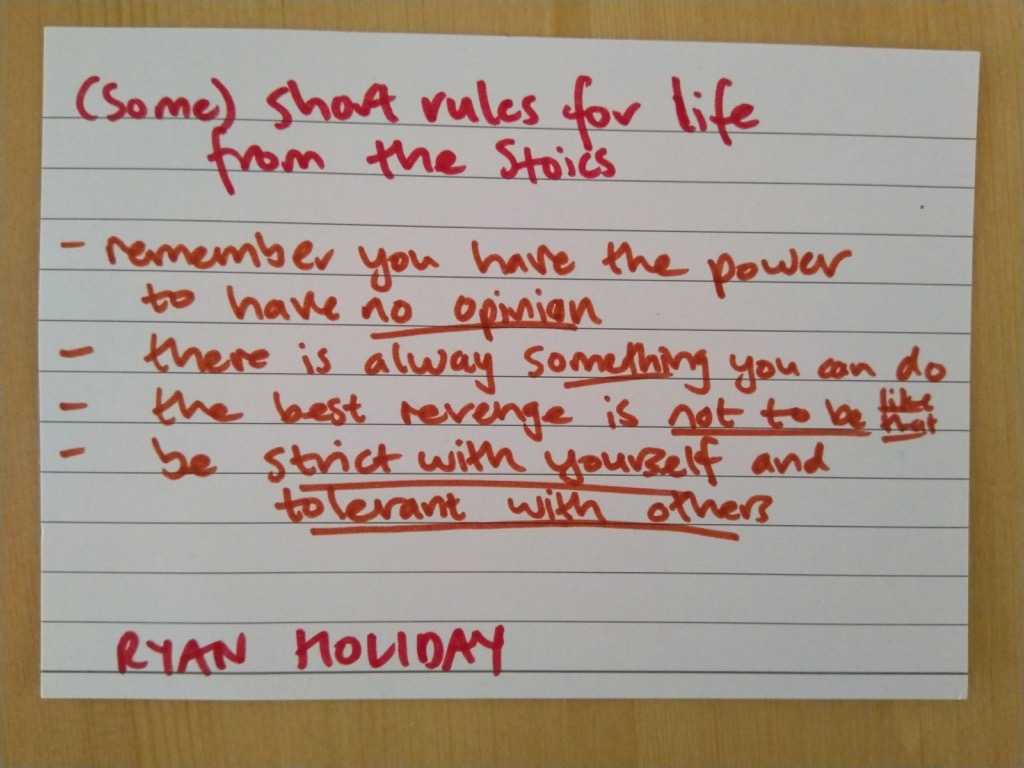 (Some) short rules for life
from the Stoics
- remember you have the power
to have no opinion
- there is alway something you can do
- the best revenge is not to be like that
- be strict with yourself and
tolerant with others
RYAN HOLIDAY